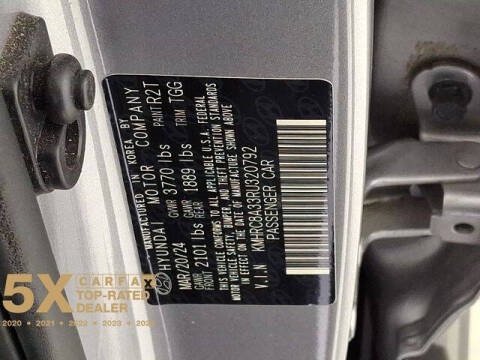 MANUFACTURED IN KOREA BY
HYUNDAI MOTOR COMPANY
MAR/20/24 GVWR 3770 lbs PAINT R2T
GAWR FRT 2101 lbs GAWR REAR 1889 lbs TRIM TGG
THIS VEHICLE CONFORMS TO ALL APPLICABLE U.S.A. FEDERAL
MOTOR VEHICLE SAFETY, BUMPER, AND THEFT PREVENTION STANDARDS
IN EFFECT ON THE DATE OF MANUFACTURE SHOWN ABOVE.
V.I.N KMHRC8A33RU320792
PASSENGER CAR
5X
CARFAX
TOP-RATED
DEALER
2020 • 2021 • 2022 • 2023 •